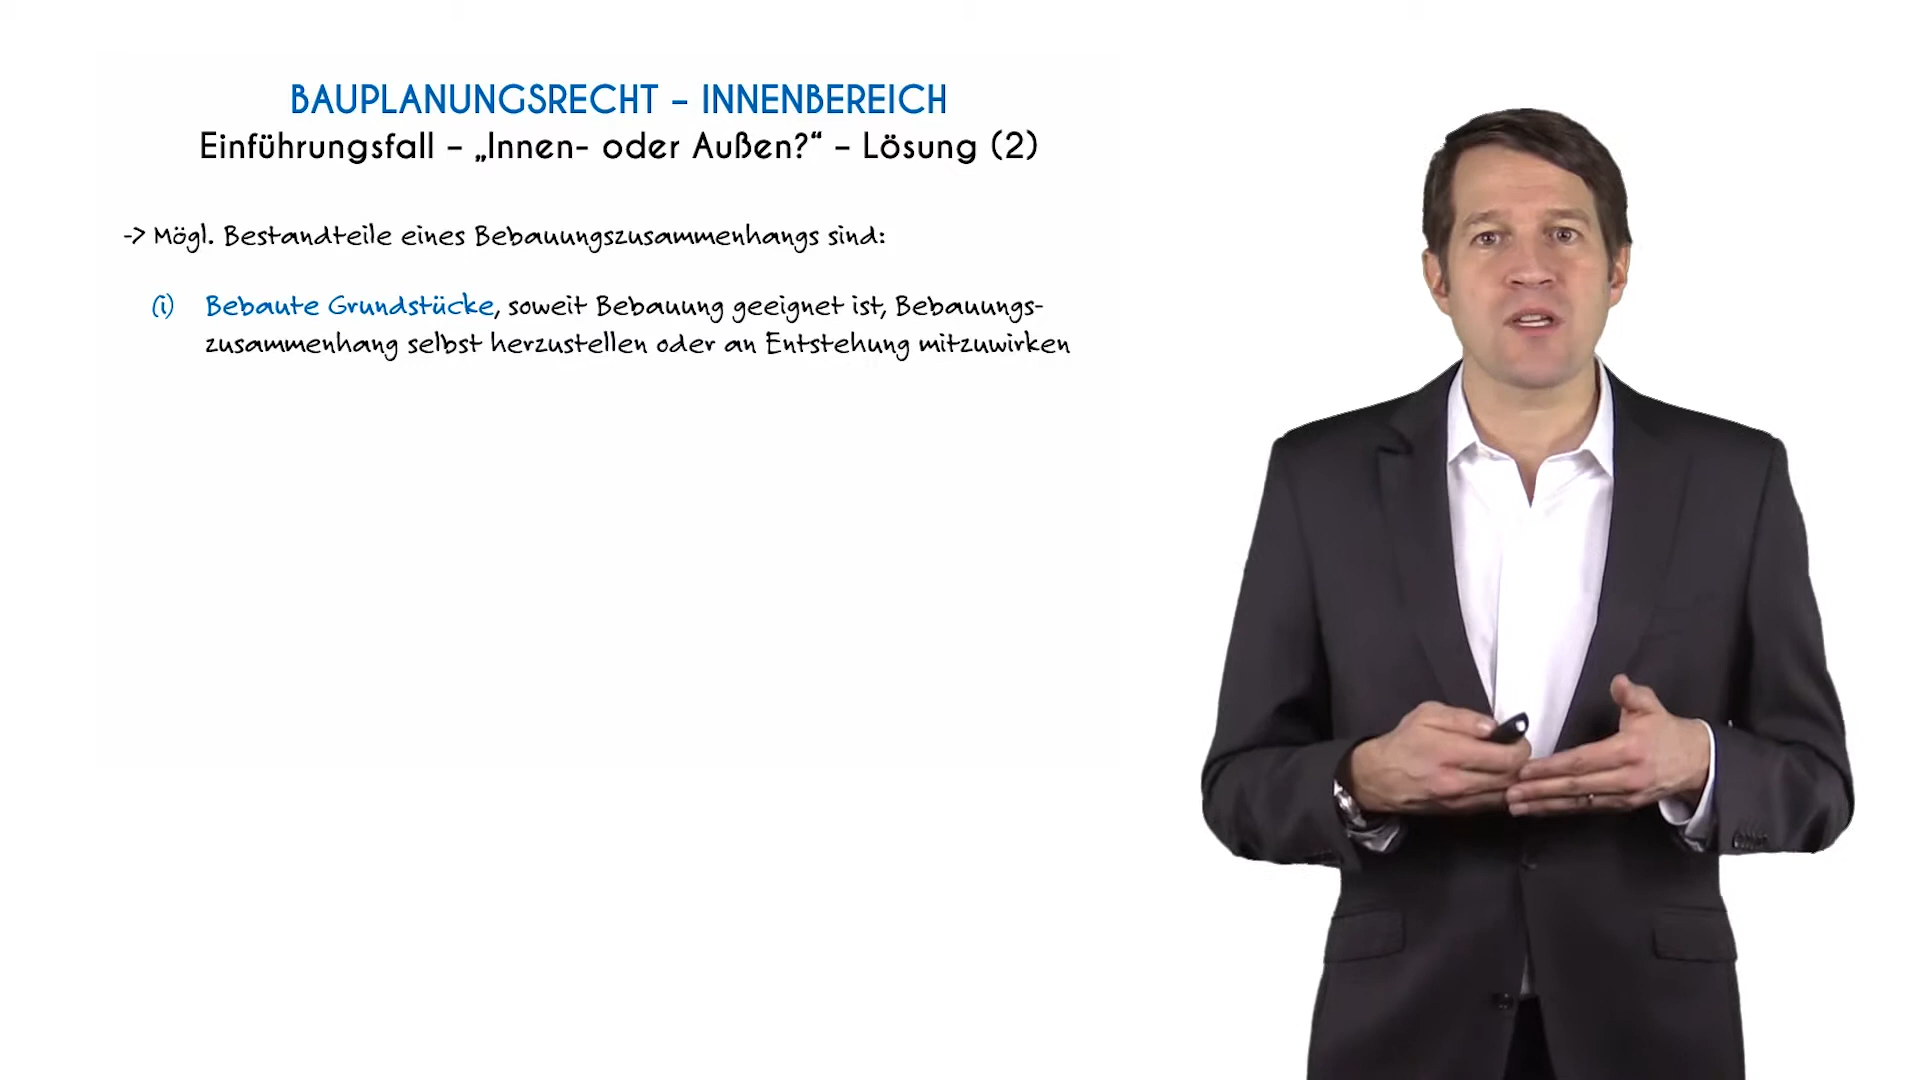 BAUPLANUNGSRECHT – INNENBEREICH
Einführungsfall – „Innen- oder Außen?“ – Lösung (2)
-> Mögl. Bestandteile eines Bebauungszusammenhangs sind:
(i) Bebaute Grundstücke, soweit Bebauung geeignet ist, Bebauungs-
zusammenhang selbst herzustellen oder an Entstehung mitzuwirken